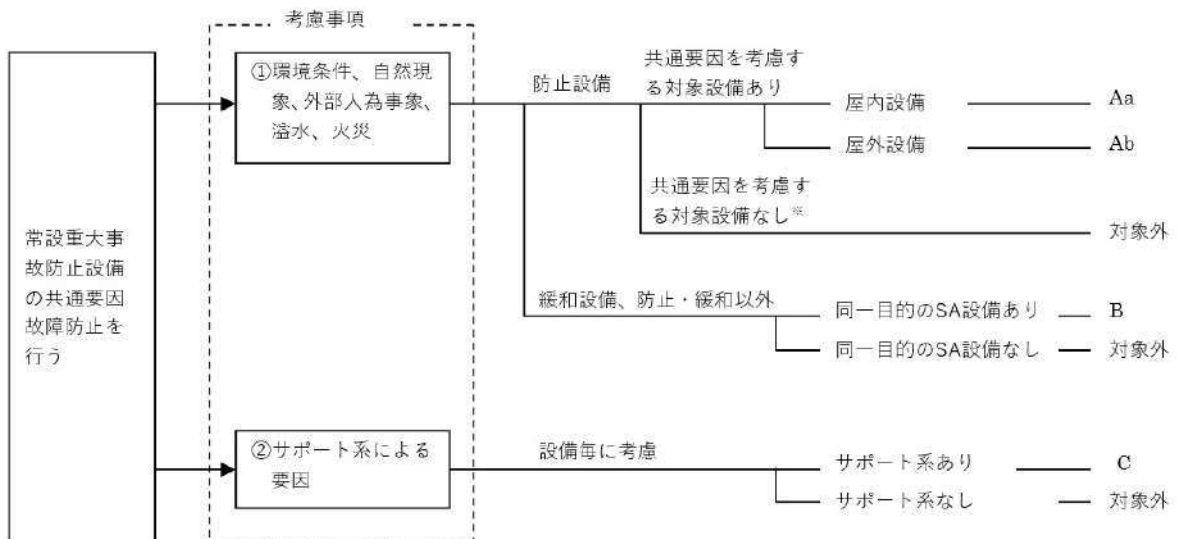 考慮事項
常設重大事
故防止設備
の共通要因
故障防止を
行う
①環境条件、自然現
象、外部人為事象、
溢水、火災
防止設備
共通要因を考慮す
る対象設備あり
屋内設備
Aa
屋外設備
Ab
共通要因を考慮す
る対象設備なし※
対象外
緩和設備、防止・緩和以外
同一目的のSA設備あり
B
同一目的のSA設備なし
対象外
②サポート系による
要因
設備毎に考慮
サポート系あり
C
サポート系なし
対象外